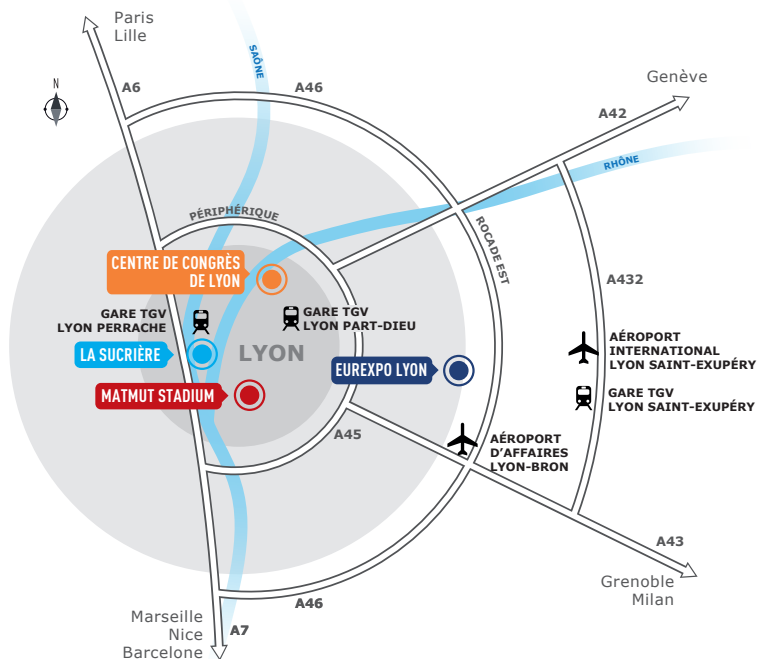 Paris
Lille
SAÔNE
N
A6
A46
Genève
A42
RHÔNE
PÉRIPHÉRIQUE
ROCADE EST
CENTRE DE CONGRÈS
DE LYON
A432
GARE TGV
LYON PERRACHE
GARE TGV
LYON PART-DIEU
LA SUCRIÈRE
LYON
AÉROPORT
INTERNATIONAL
LYON SAINT-EXUPÉRY
EUREXPO LYON
MATMUT STADIUM
GARE TGV
LYON SAINT-EXUPÉRY
A45
AÉROPORT
D'AFFAIRES
LYON-BRON
A43
Grenoble
Milan
A46
Marseille
Nice
Barcelone
A7